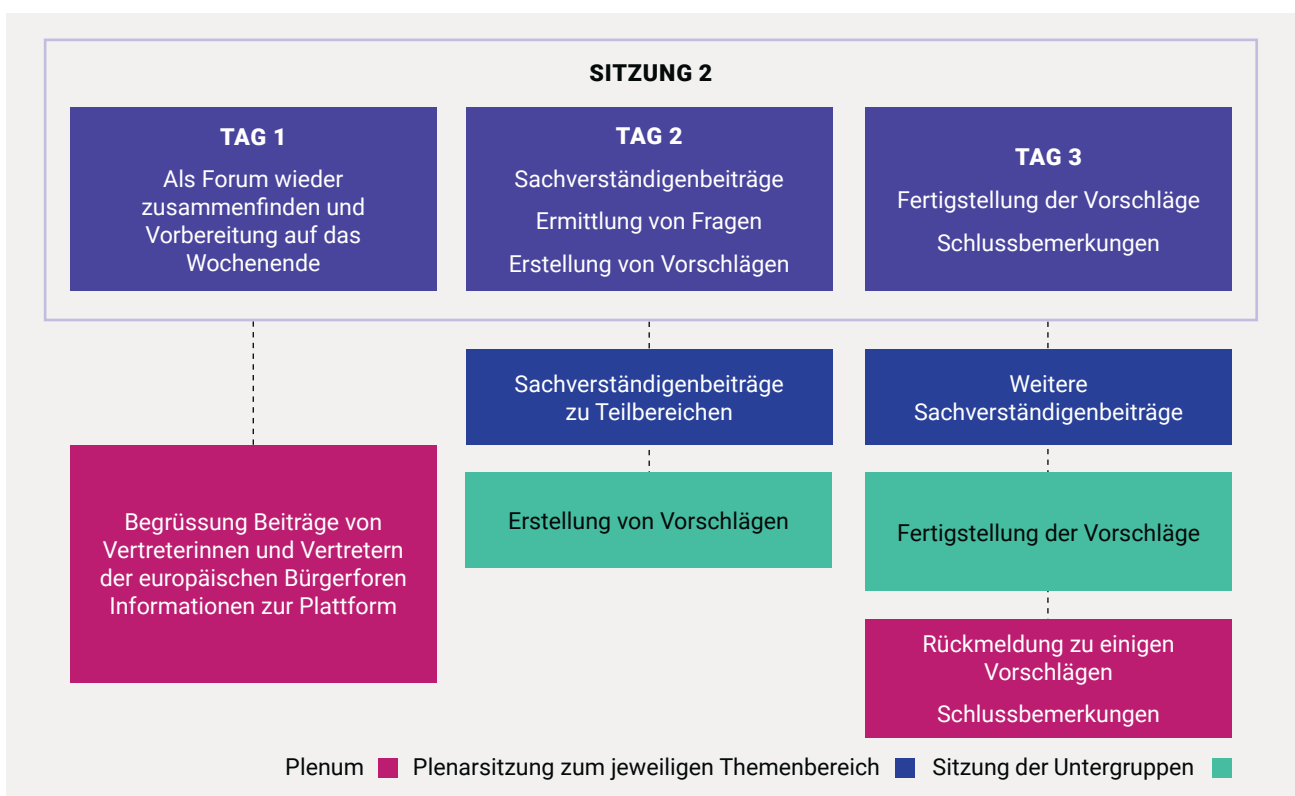 SITZUNG 2
TAG 1
Als Forum wieder
zusammenfinden und
Vorbereitung auf das
Wochenende
TAG 2
Sachverständigenbeiträge
Ermittlung von Fragen
Erstellung von Vorschlägen
TAG 3
Fertigstellung der Vorschläge
Schlussbemerkungen
Begrüssung Beiträge von
Vertreterinnen und Vertretern
der europäischen Bürgerforen
Informationen zur Plattform
Sachverständigenbeiträge
zu Teilbereichen
Erstellung von Vorschlägen
Weitere
Sachverständigenbeiträge
Fertigstellung der Vorschläge
Rückmeldung zu einigen
Vorschlägen
Schlussbemerkungen
Plenum Plenarsitzung zum jeweiligen Themenbereich Sitzung der Untergruppen